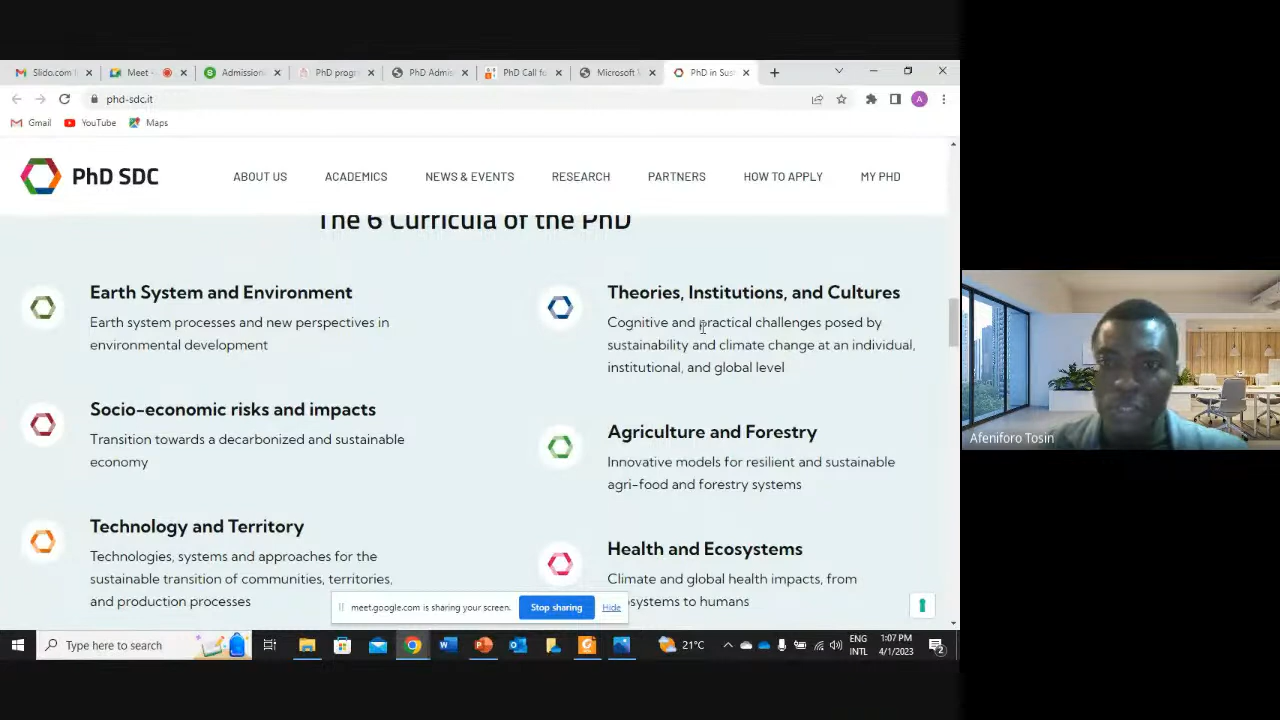 Slido.com
Meet
Admission
PhD progr
PhD Admis
PhD Call fo
Microsoft
PhD in Sus
phd-sdc.it
A
Gmail
YouTube
Maps
PhD SDC
ABOUT US
ACADEMICS
NEWS & EVENTS
RESEARCH
PARTNERS
HOW TO APPLY
MY PHD
The 6 Curricula of the PhD
Earth System and Environment
Earth system processes and new perspectives in
environmental development
Socio-economic risks and impacts
Transition towards a decarbonized and sustainable
economy
Technology and Territory
Technologies, systems and approaches for the
sustainable transition of communities, territories,
and production processes
Theories, Institutions, and Cultures
Cognitive and practical challenges posed by
sustainability and climate change at an individual,
institutional, and global level
Agriculture and Forestry
Innovative models for resilient and sustainable
agri-food and forestry systems
Health and Ecosystems
Climate and global health impacts, from
osystems to humans
meet.google.com is sharing your screen.
Stop sharing
Hide
Afeniforo Tosin
Type here to search
21°C
ENG
INTL
1:07 PM
4/1/2023
2